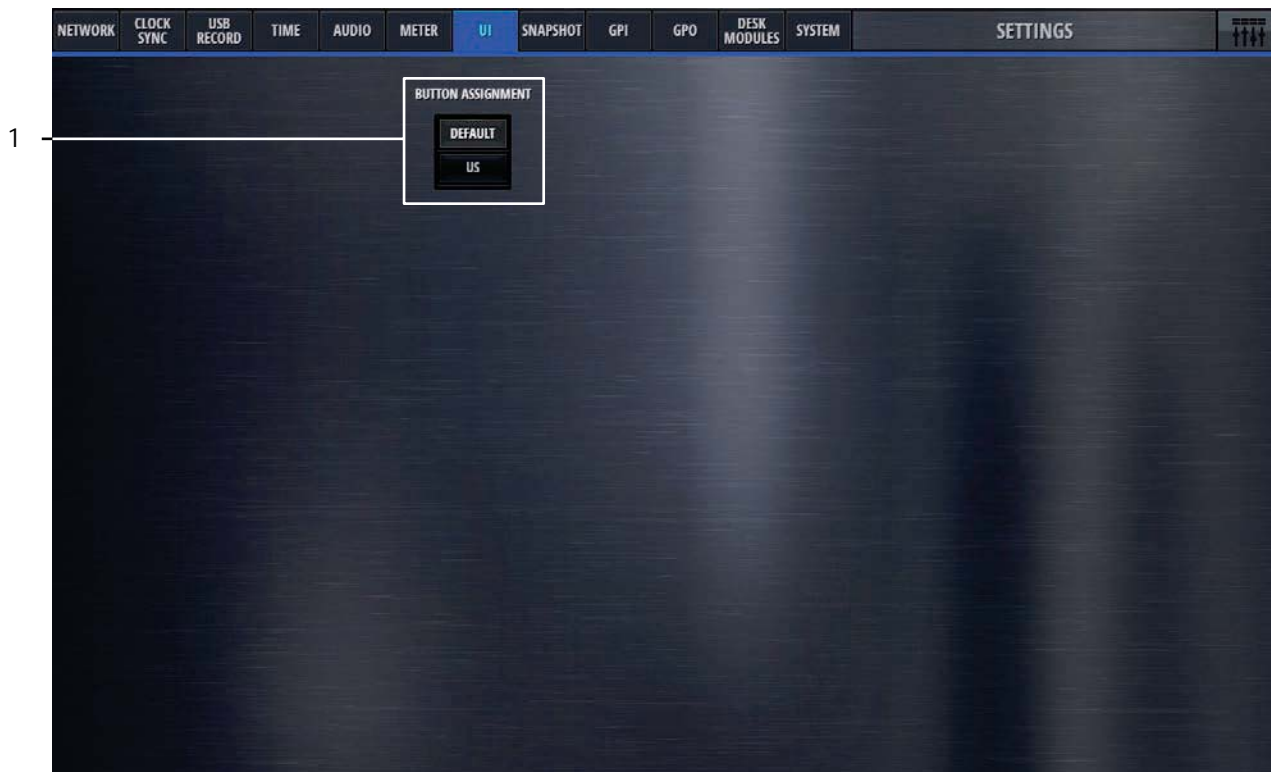 NETWORK
CLOCK
SYNC
USB
RECORD
TIME
AUDIO
METER
UI
SNAPSHOT
GPI
GPO
DESK
MODULES
SYSTEM
SETTINGS
BUTTON ASSIGNMENT
1
DEFAULT
US